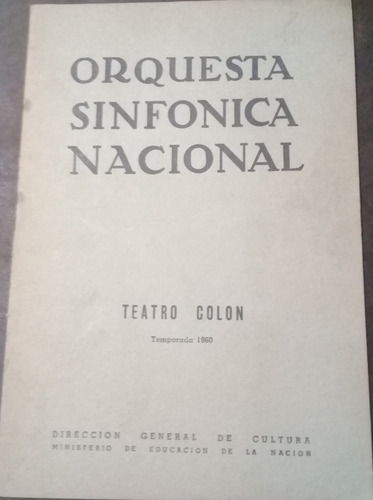 ORQUESTA
SINFONICA
NACIONAL
TEATRO COLON
Temporada 1960
DIRECCION GENERAL DE CULTURA
MINISTERIO DE EDUCACION DE LA NACION